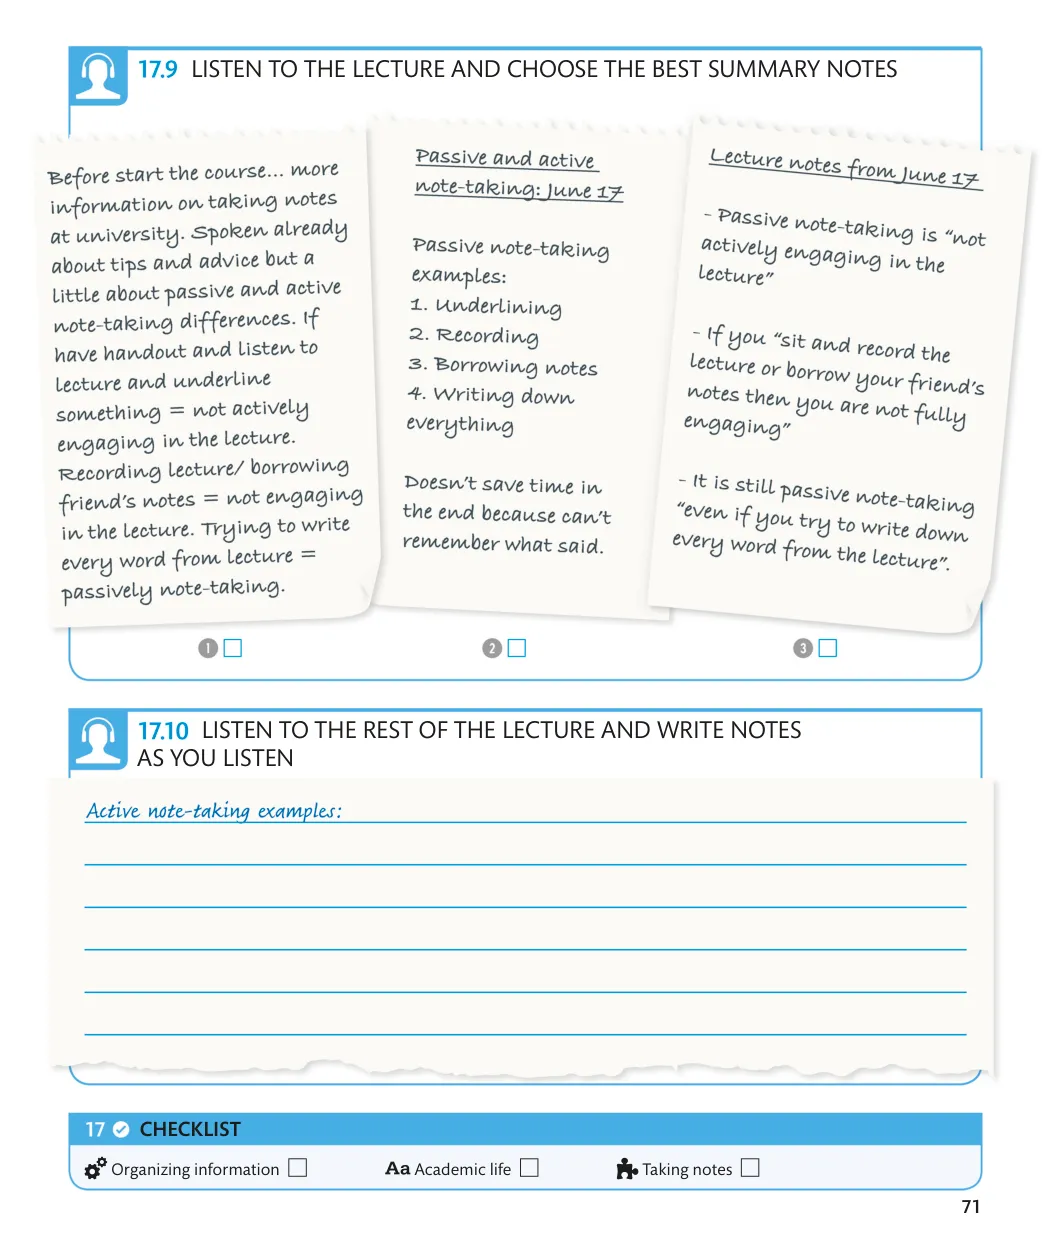 17.9 LISTEN TO THE LECTURE AND CHOOSE THE BEST SUMMARY NOTES
Before start the course... more
information on taking notes
at university. Spoken already
about tips and advice but a
little about passive and active
note-taking differences. If
have handout and listen to
lecture and underline
something = not actively
engaging in the lecture.
Recording lecture/ borrowing
friend's notes = not engaging
in the lecture. Trying to write
every word from lecture =
passively note-taking.
1
Passive and active
note-taking: June 17
Passive note-taking
examples:
1. Underlining
2. Recording
3. Borrowing notes
4. Writing down
everything
Doesn't save time in
the end because can't
remember what said.
2
Lecture notes from June 17
- Passive note-taking is “not
actively engaging in the
lecture”
- If you “sit and record the
lecture or borrow your friend's
notes then you are not fully
engaging”
- It is still passive note-taking
“even if you try to write down
every word from the lecture”.
3
17.10 LISTEN TO THE REST OF THE LECTURE AND WRITE NOTES
AS YOU LISTEN
Active note-taking examples:
17 CHECKLIST
Organizing information Aa Academic life Taking notes
71